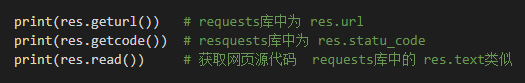 print(res.geturl())   # requests库中为 res.url
print(res.getcode())  # resquests库中为 res.statu_code
print(res.read())     # 获取网页源代码  requests库中的 res.text类似